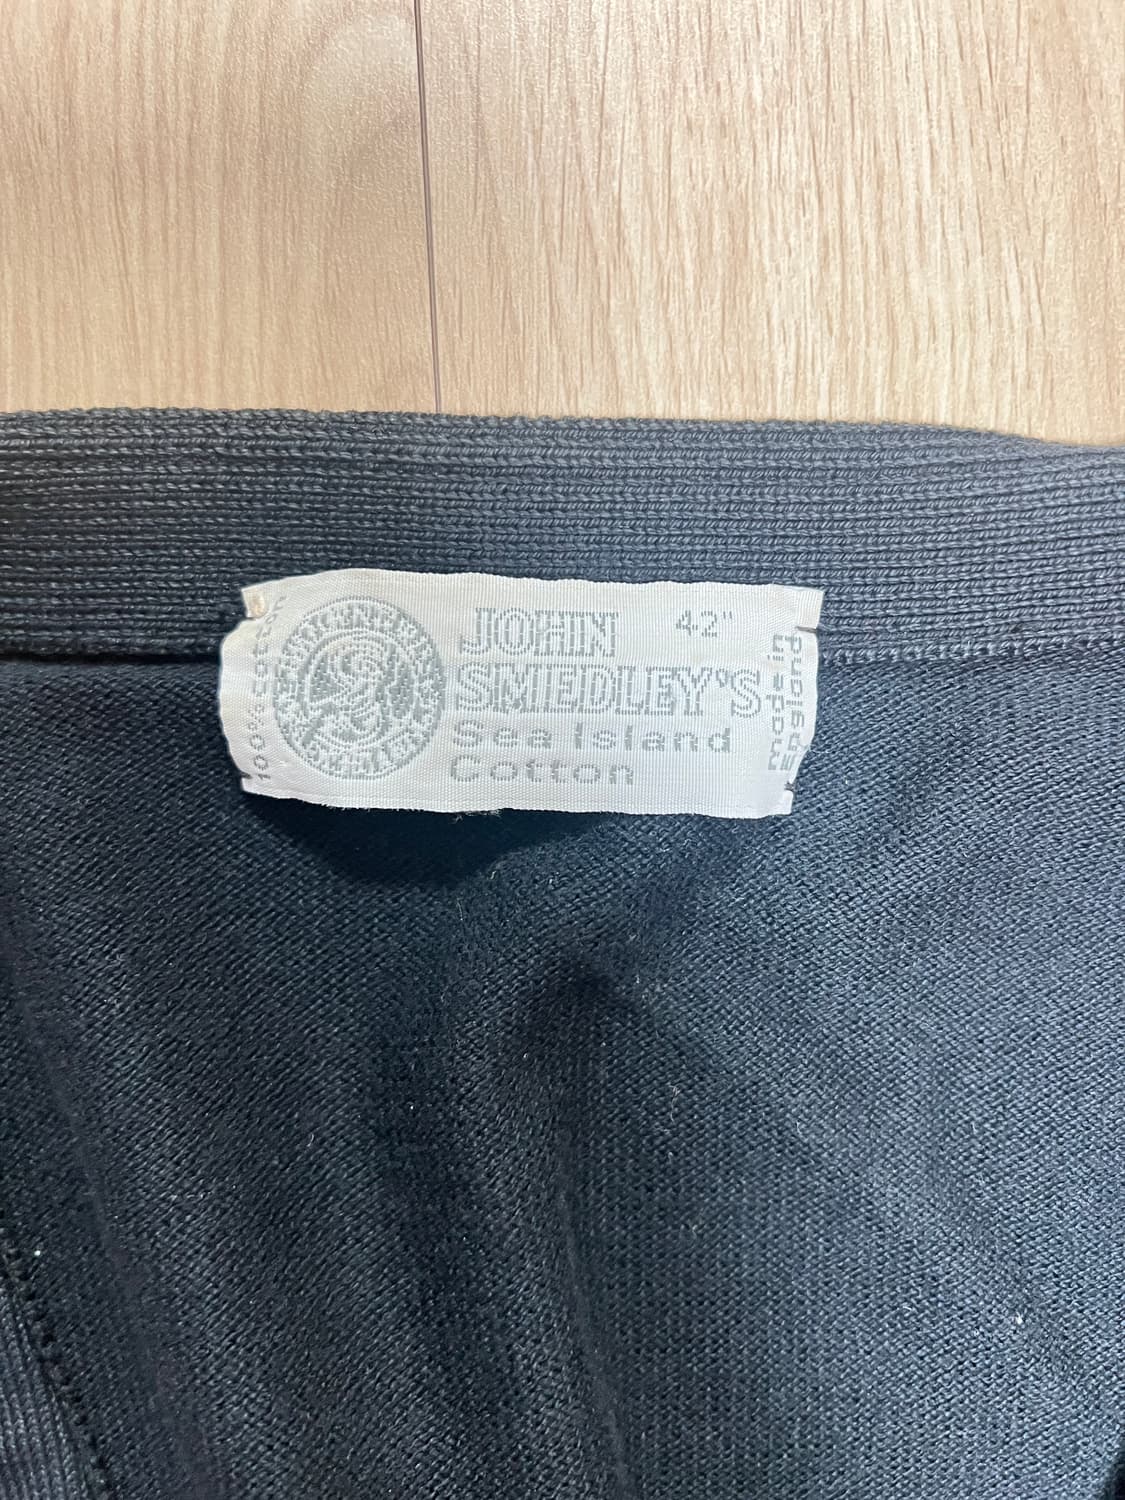 100% cotton
JOHN
42"
SMEDLEY'S
Sea Island
Cotton
made in
England